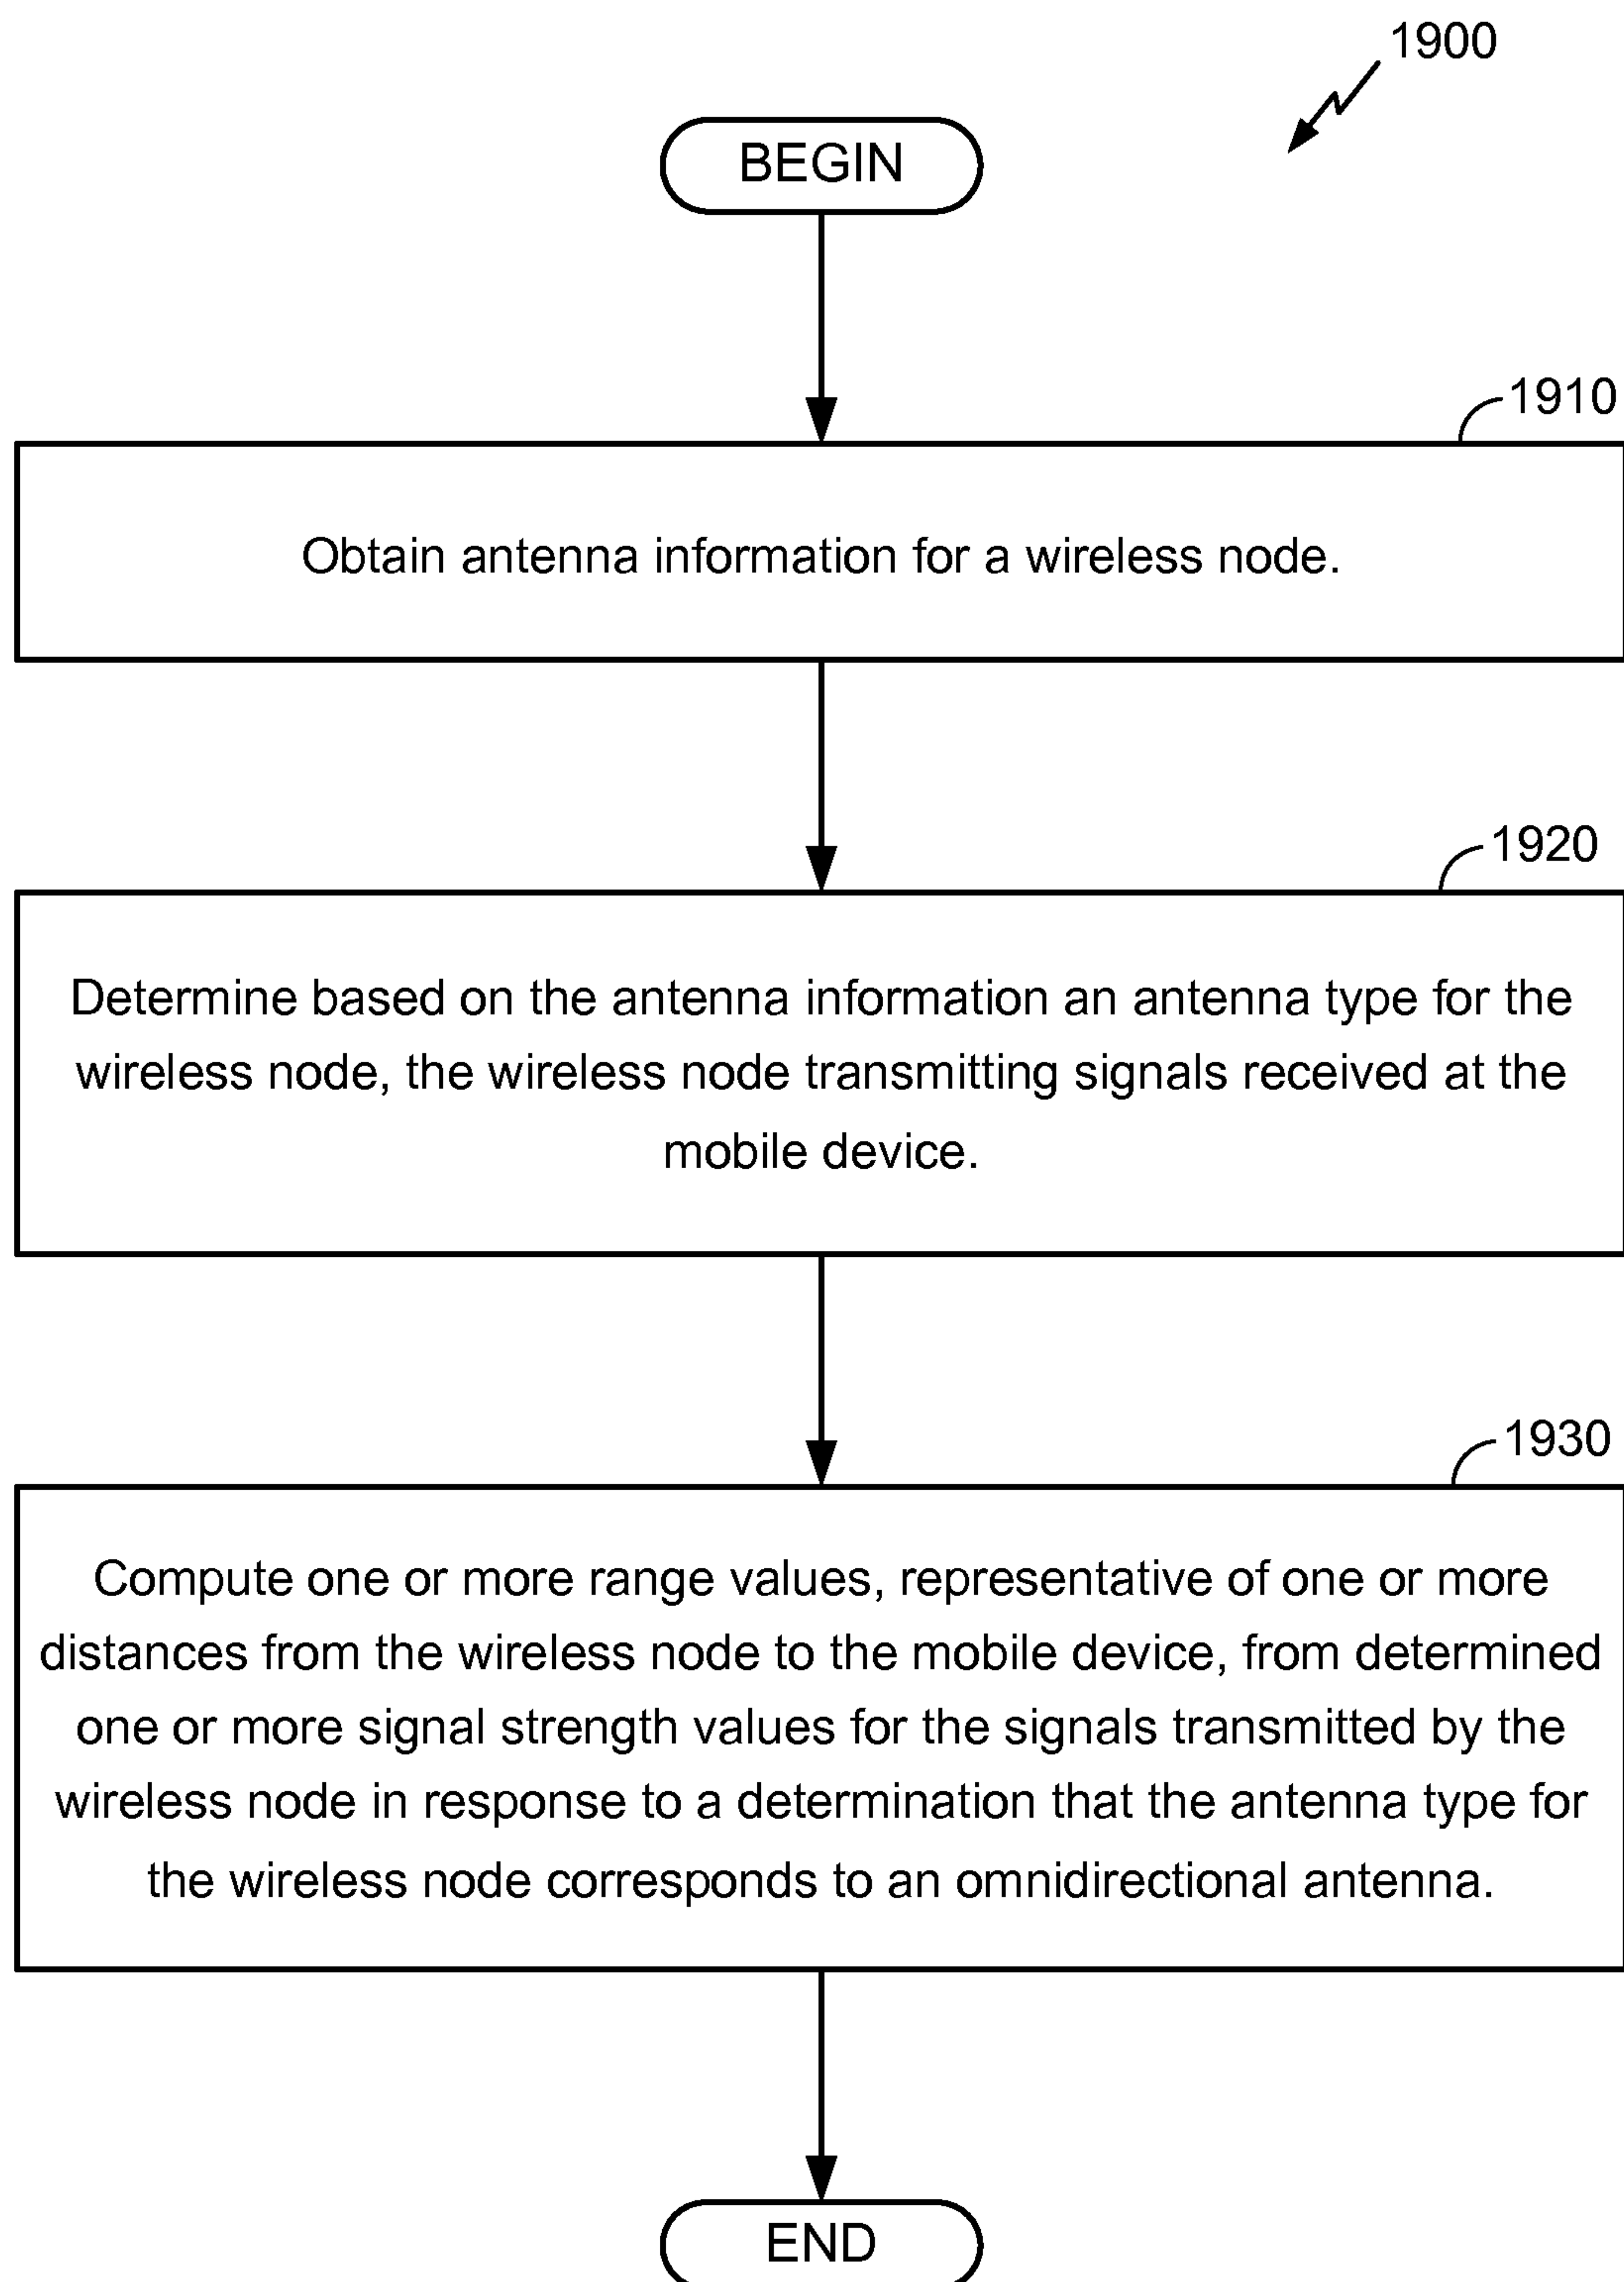 1900
BEGIN
1910
Obtain antenna information for a wireless node.
1920
Determine based on the antenna information an antenna type for the
wireless node, the wireless node transmitting signals received at the
mobile device.
1930
Compute one or more range values, representative of one or more
distances from the wireless node to the mobile device, from determined
one or more signal strength values for the signals transmitted by the
wireless node in response to a determination that the antenna type for
the wireless node corresponds to an omnidirectional antenna.
END